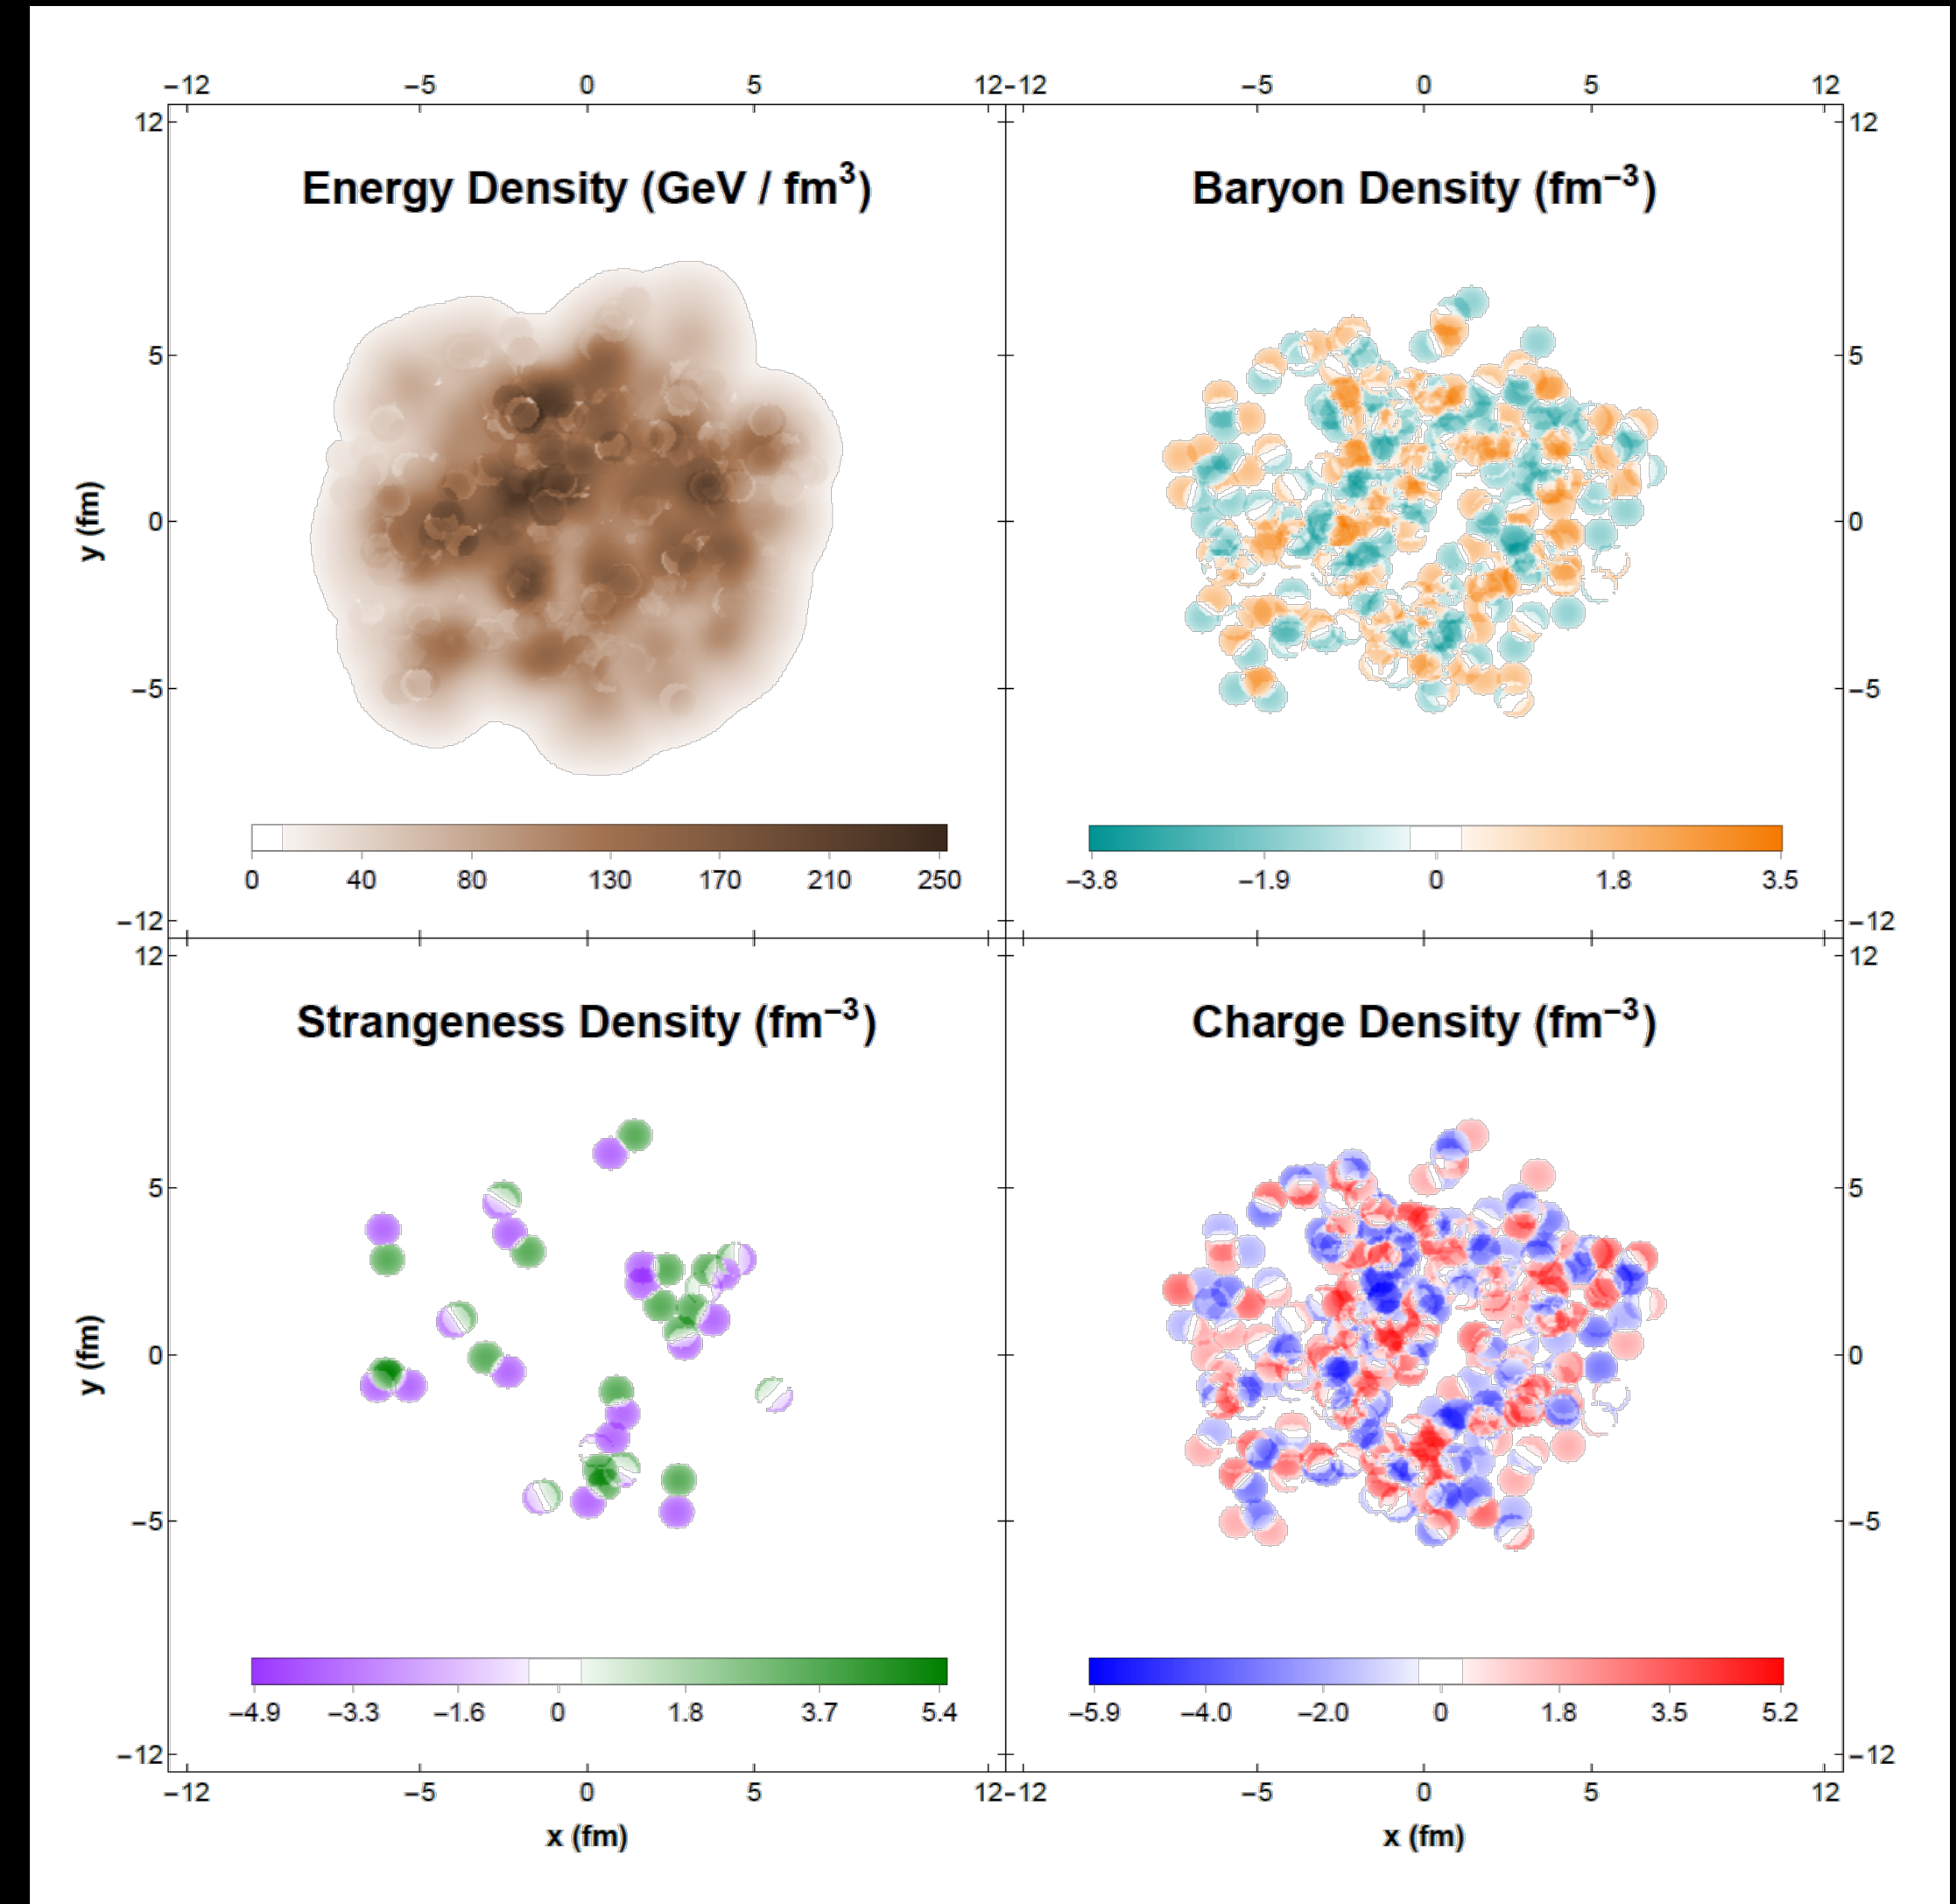 −12 −5 0 5 12 −12 −5 0 5 12
12 12
Energy Density (GeV / fm³) Baryon Density (fm⁻³)
5 5
y (fm) 0 0
−5 −5
0 40 80 130 170 210 250 −3.8 −1.9 0 1.8 3.5
−12 −12
12 12
Strangeness Density (fm⁻³) Charge Density (fm⁻³)
5 5
y (fm) 0 0
−5 −5
−4.9 −3.3 −1.6 0 1.8 3.7 5.4 −5.9 −4.0 −2.0 0 1.8 3.5 5.2
−12 −12
−12 −5 0 5 12 −12 −5 0 5 12
x (fm) x (fm)